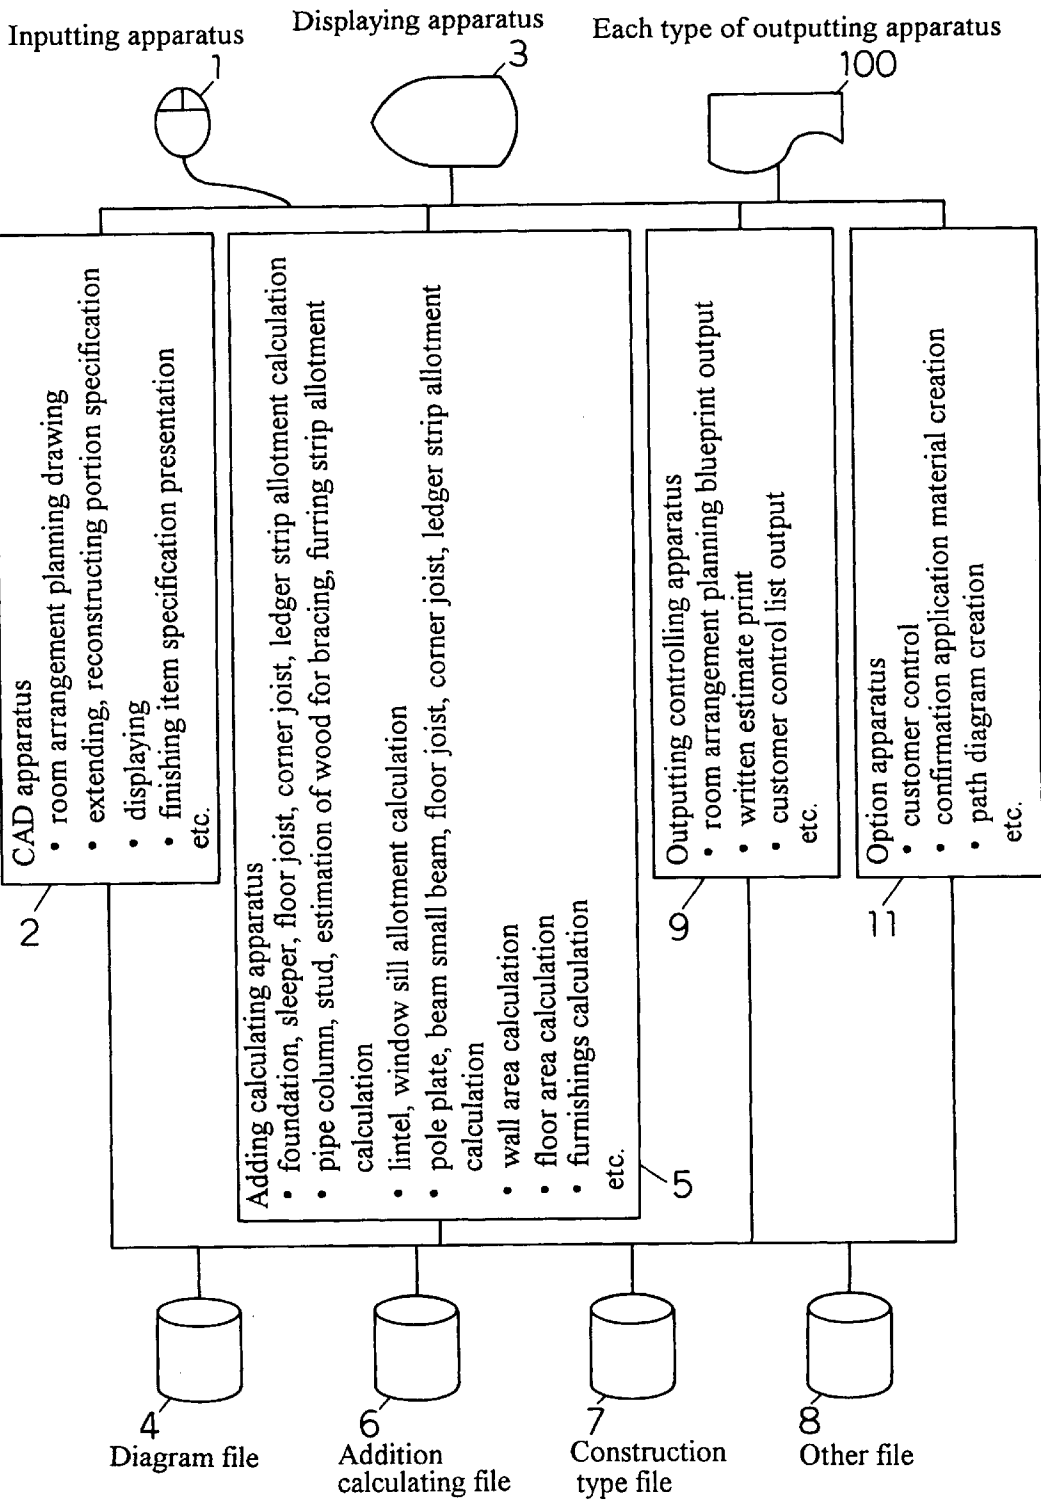 Inputting apparatus
1
Displaying apparatus
3
Each type of outputting apparatus
100
CAD apparatus
• room arrangement planning drawing
• extending, reconstructing portion specification
• displaying
• finishing item specification presentation
etc.
2
Adding calculating apparatus
• foundation, sleeper, floor joist, corner joist, ledger strip allotment calculation
• pipe column, stud, estimation of wood for bracing, furring strip allotment
calculation
• lintel, window sill allotment calculation
• pole plate, beam small beam, floor joist, corner joist, ledger strip allotment
calculation
• wall area calculation
• floor area calculation
• furnishings calculation
etc.
5
Outputting controlling apparatus
• room arrangement planning blueprint output
• written estimate print
• customer control list output
etc.
9
Option apparatus
• customer control
• confirmation application material creation
• path diagram creation
etc.
11
4
Diagram file
6
Addition
calculating file
7
Construction
type file
8
Other file